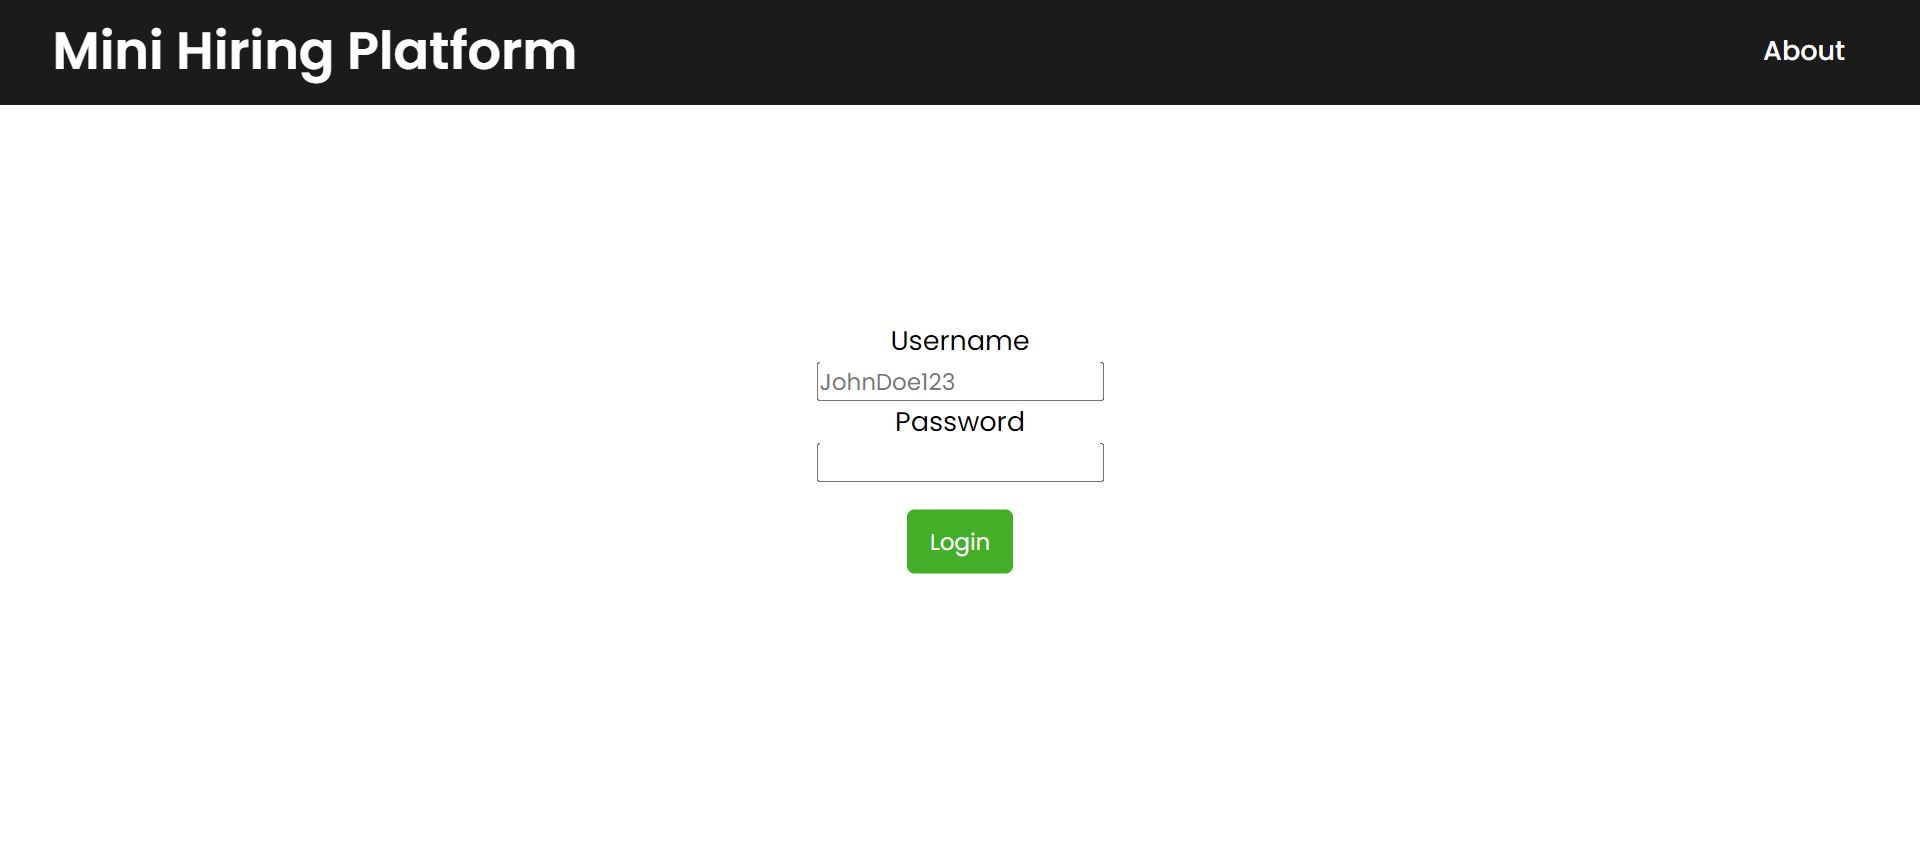 Mini Hiring Platform
About
Username
JohnDoe123
Password
Login